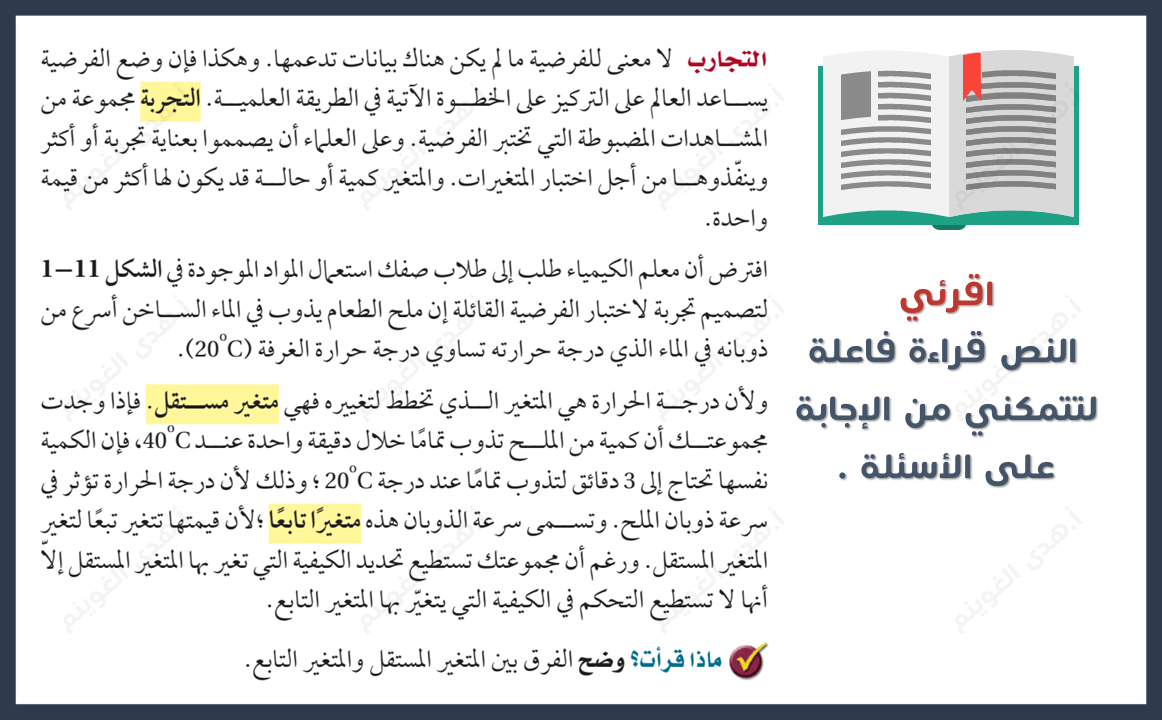 التجارب لا معنى للفرضية ما لم يكن هناك بيانات تدعمها. وهكذا فإن وضع الفرضية
يساعد العالم على التركيز على الخطوة الآتية في الطريقة العلمية. التجربة مجموعة من
المشاهدات المضبوطة التي تختبر الفرضية. وعلى العلماء أن يصمموا بعناية تجربة أو أكثر
وينفّذوها من أجل اختبار المتغيرات. والمتغير كمية أو حالة قد يكون لها أكثر من قيمة
واحدة.
افترض أن معلم الكيمياء طلب إلى طلاب صفك استعمال المواد الموجودة في الشكل 11–1
لتصميم تجربة لاختبار الفرضية القائلة إن ملح الطعام يذوب في الماء الساخن أسرع من
ذوبانه في الماء الذي درجة حرارته تساوي درجة حرارة الغرفة (20°C).
ولأن درجة الحرارة هي المتغير الذي تخطط لتغييره فهي متغير مستقل. فإذا وجدت
مجموعتك أن كمية من الملح تذوب تمامًا خلال دقيقة واحدة عند 40°C، فإن الكمية
نفسها تحتاج إلى 3 دقائق لتذوب تمامًا عند درجة 20°C ؛ وذلك لأن درجة الحرارة تؤثر في
سرعة ذوبان الملح. وتسمى سرعة الذوبان هذه متغيرًا تابعًا ؛لأن قيمتها تتغير تبعًا لتغير
المتغير المستقل. ورغم أن مجموعتك تستطيع تحديد الكيفية التي تغير بها المتغير المستقل إلاّ
أنها لا تستطيع التحكم في الكيفية التي يتغيّر بها المتغير التابع.
ماذا قرأت؟ وضح الفرق بين المتغير المستقل والمتغير التابع.
اقرئي
النص قراءة فاعلة
لتتمكني من الإجابة
على الأسئلة .
أ.هدى الغوينم